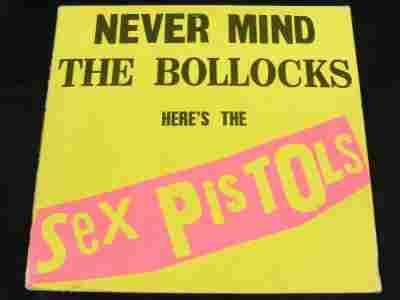 NEVER MIND
THE BOLLOCKS
HERE'S THE
Sex PiSTOLs